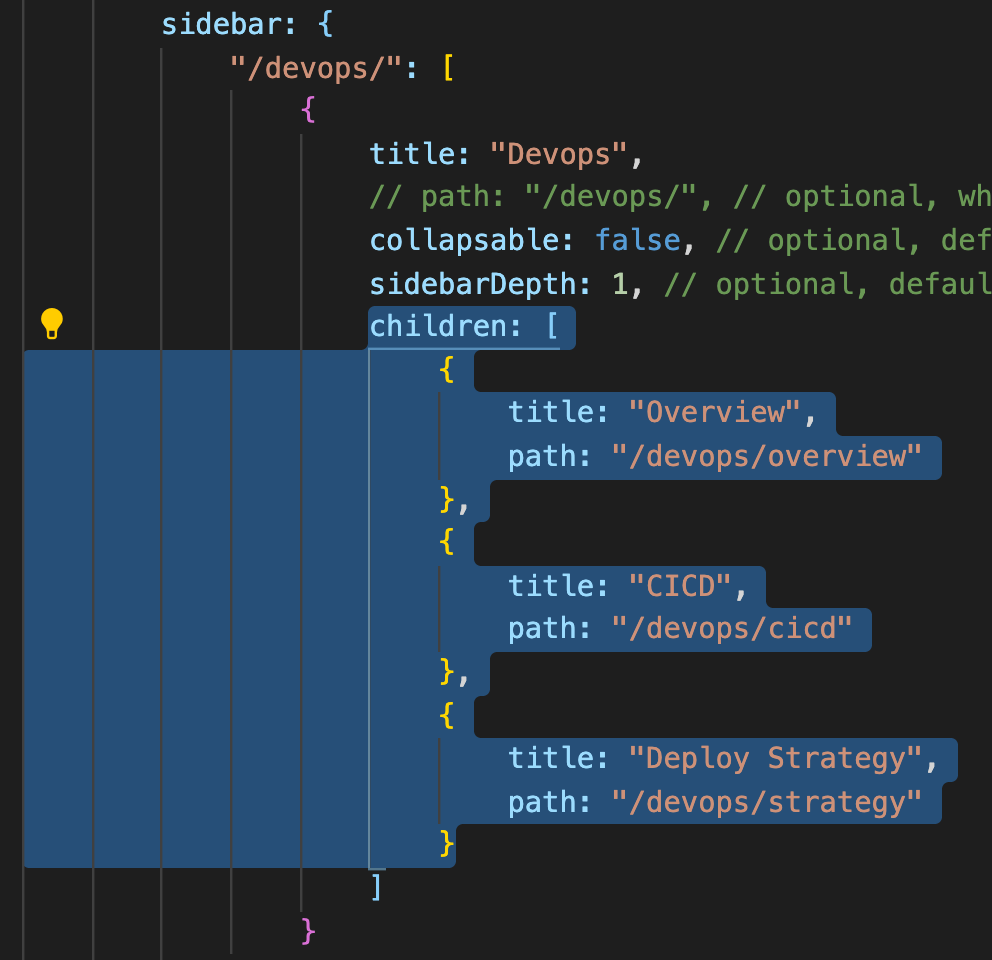 sidebar: {
"/devops/": [
{
title: "Devops",
// path: "/devops/", // optional, wh
collapsable: false, // optional, def
sidebarDepth: 1, // optional, defaul
children: [
{
title: "Overview",
path: "/devops/overview"
},
{
title: "CICD",
path: "/devops/cicd"
},
{
title: "Deploy Strategy",
path: "/devops/strategy"
}
]
}